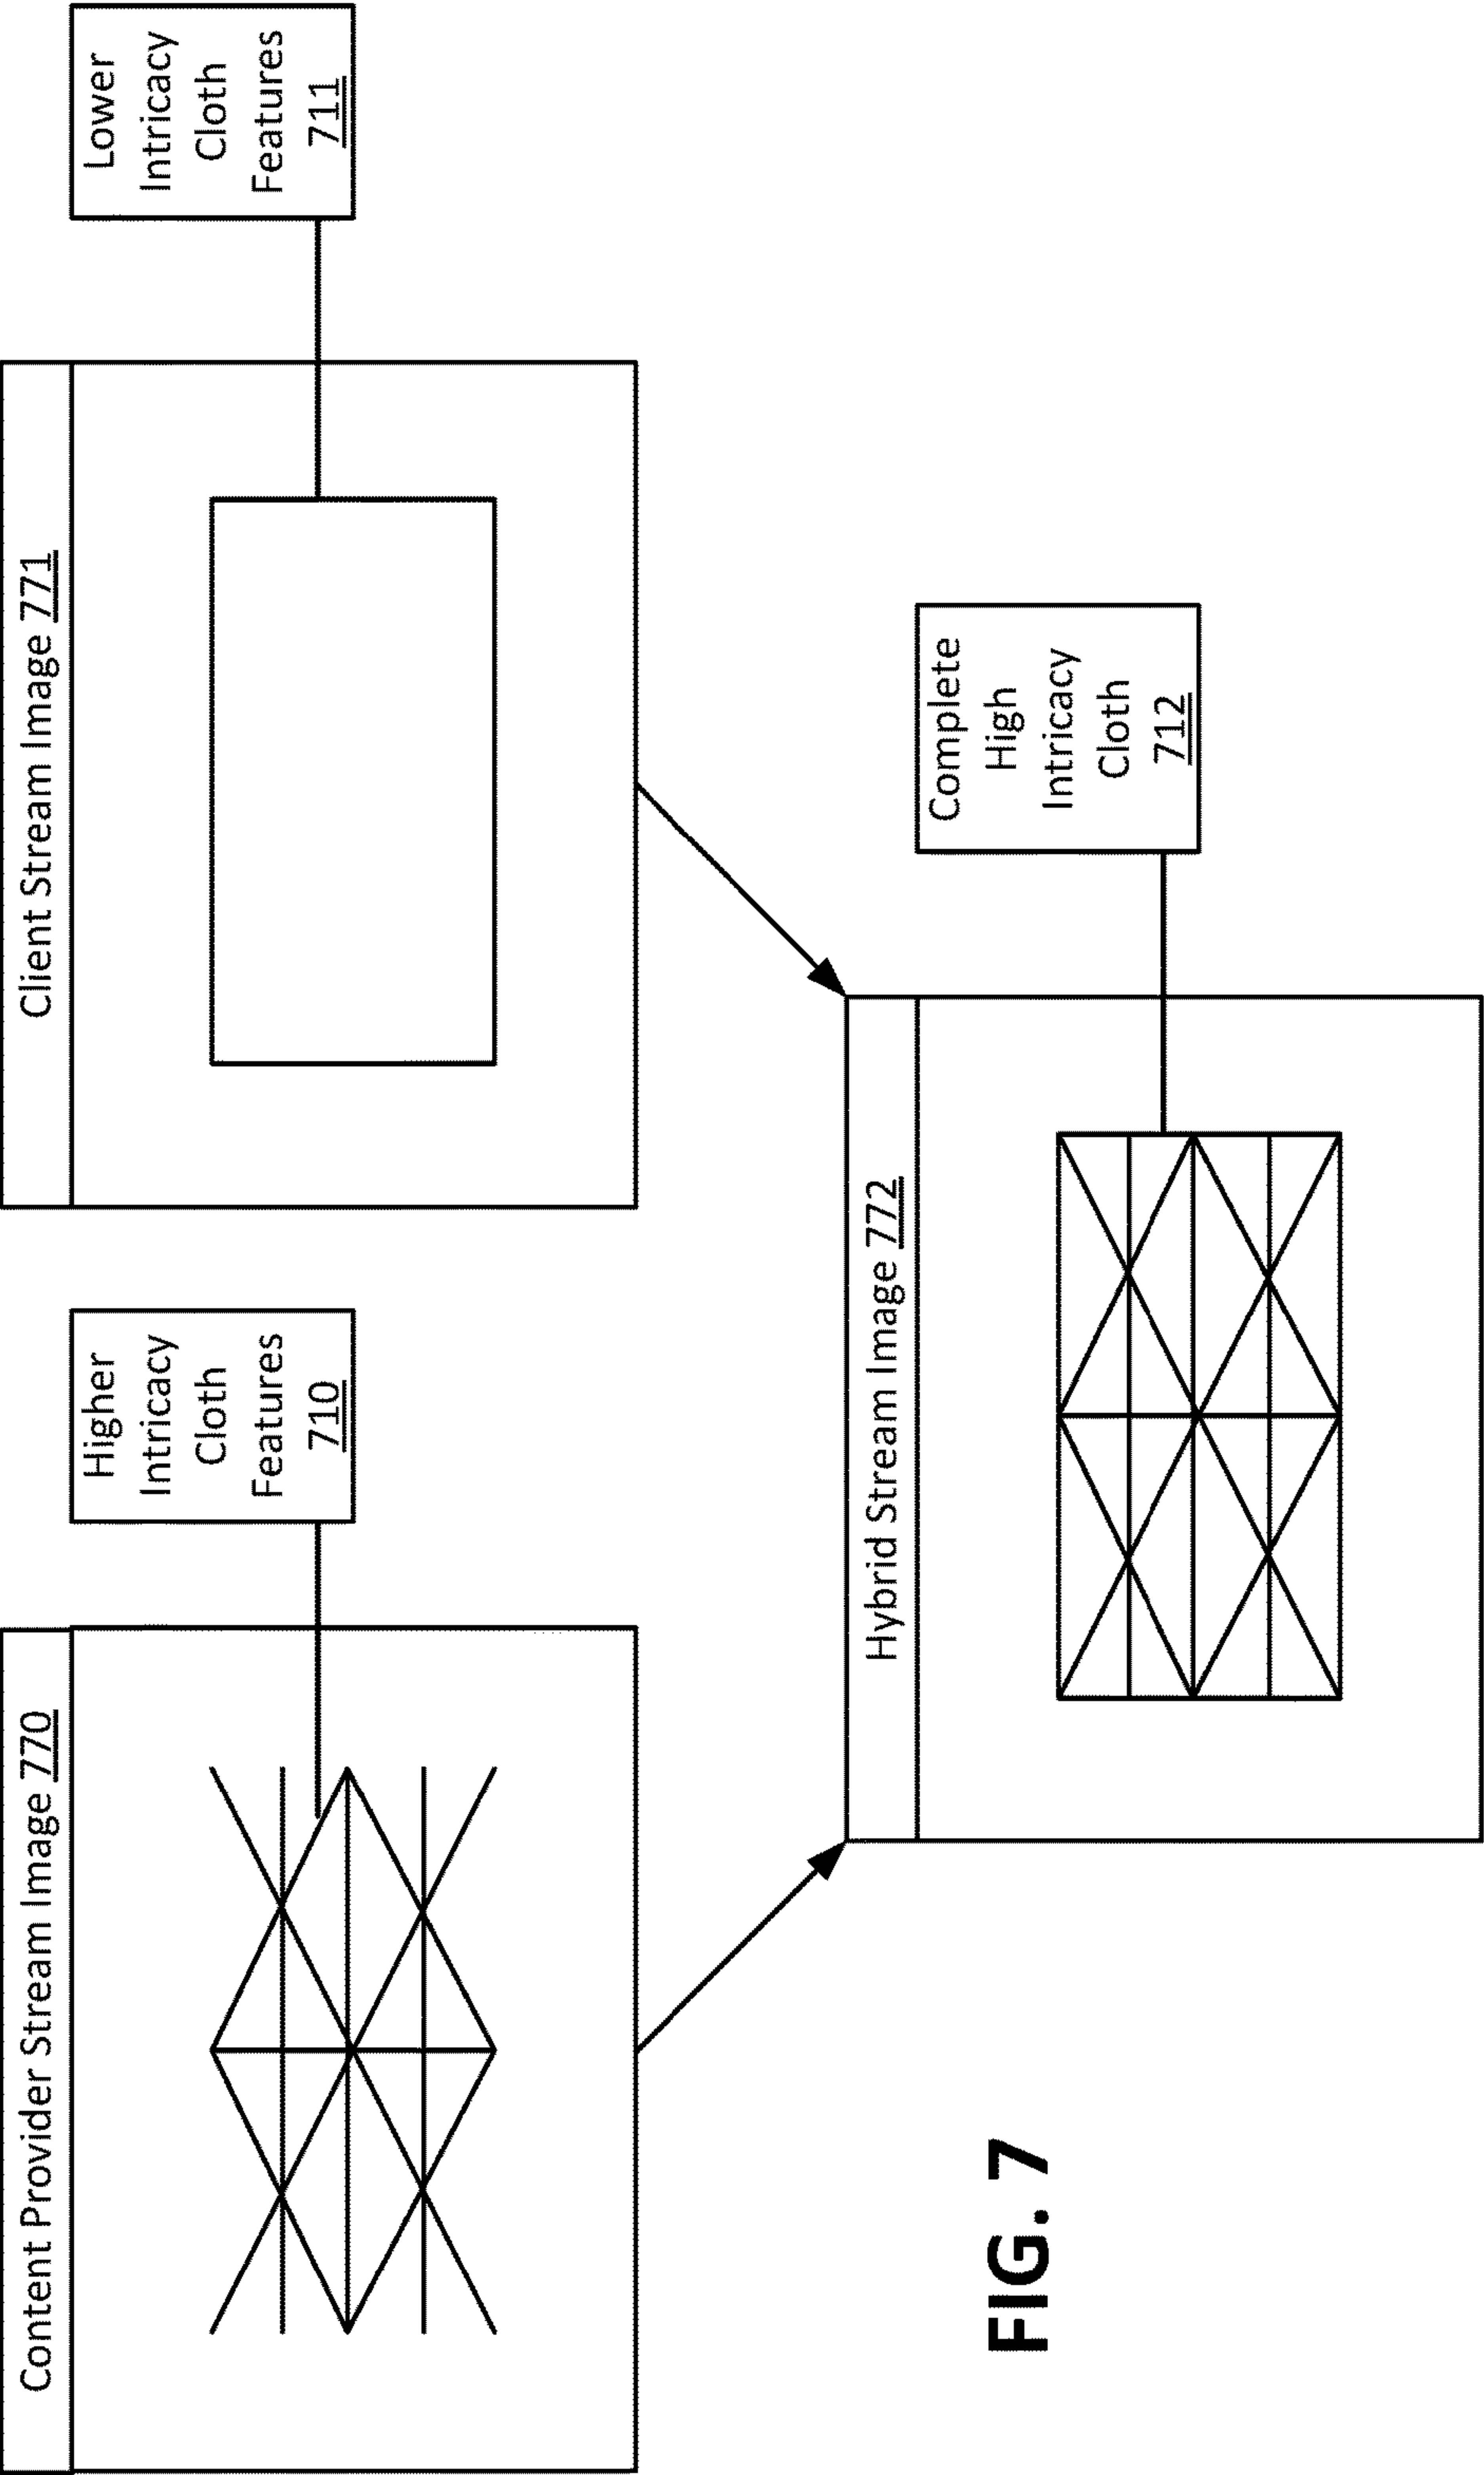 Content Provider Stream Image 770
Higher
Intricacy
Cloth
Features
710
Client Stream Image 771
Lower
Intricacy
Cloth
Features
711
Hybrid Stream Image 772
Complete
High
Intricacy
Cloth
712
FIG. 7